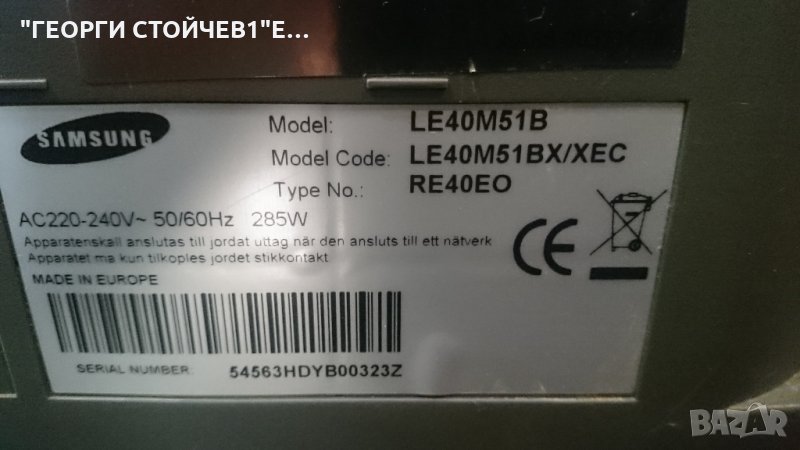 "ГЕОРГИ СТОЙЧЕВ1"Е...
SAMSUNG
Model: LE40M51B
Model Code: LE40M51BX/XEC
Type No.: RE40EO
AC220-240V~ 50/60Hz 285W
Apparatenskall anslutas till jordat uttag när den ansluts till ett nätverk
Apparatet ma kun tilkoples jordet stikkontakt
MADE IN EUROPE
CE
SERIAL NUMBER: 54563HDYB00323Z
BAZAR